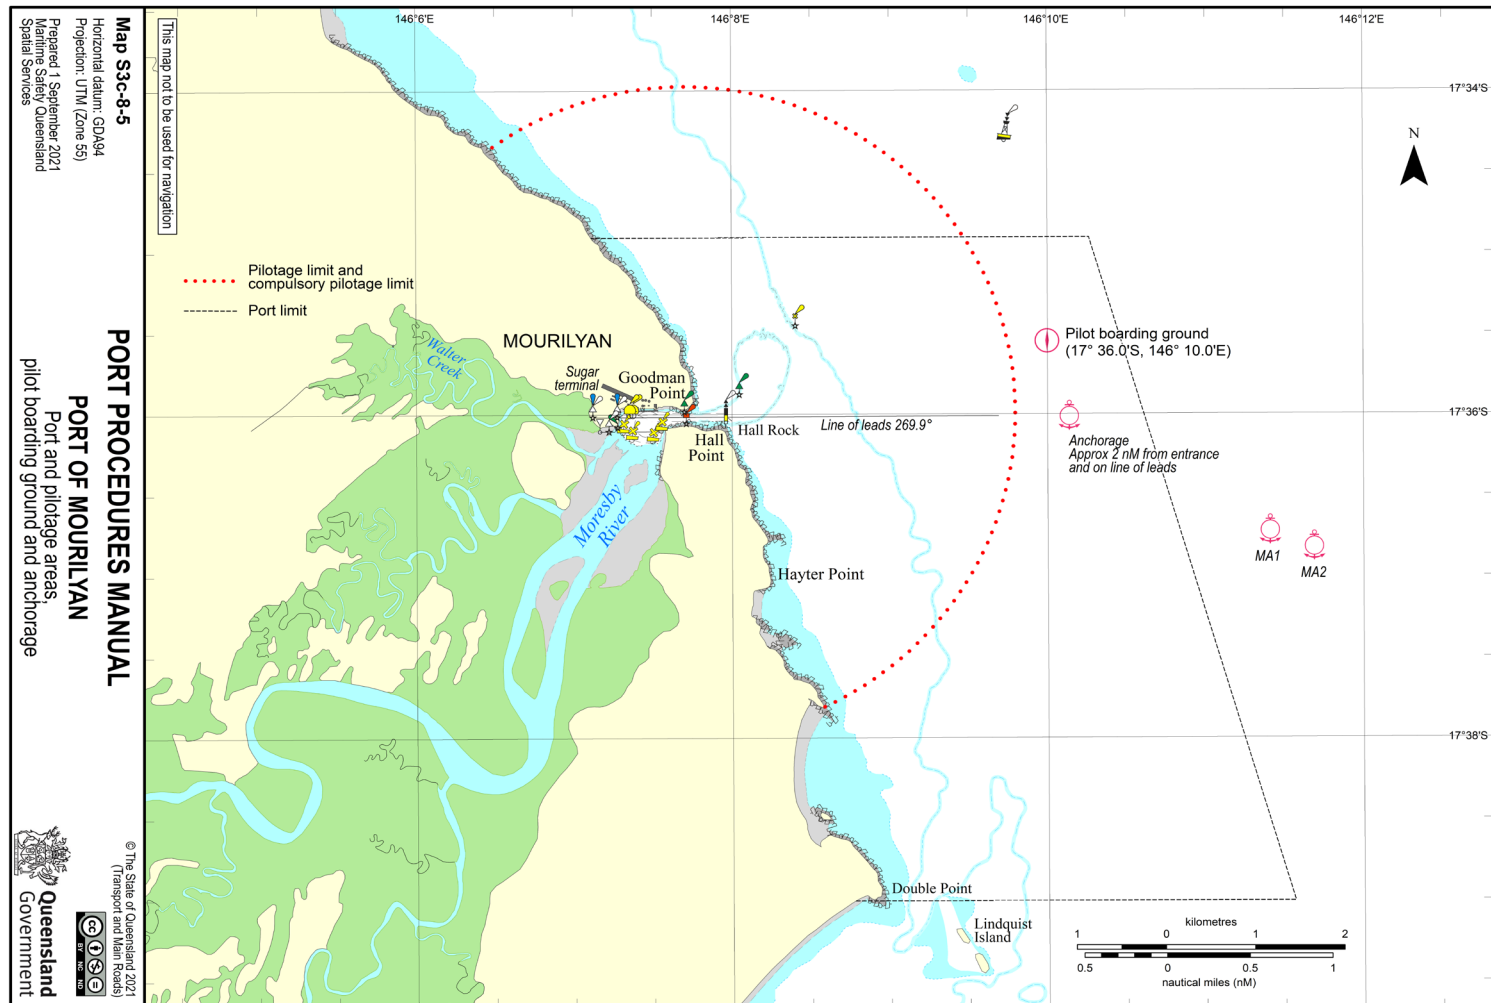 Map S3c-8-5
Horizontal datum: GDA94
Projection: UTM (Zone 55)
Prepared 1 September 2021
Maritime Safety Queensland
Spatial Services
This map not to be used for navigation
PORT PROCEDURES MANUAL
PORT OF MOURILYAN
Port and pilotage areas,
pilot boarding ground and anchorage
© The State of Queensland 2021
(Transport and Main Roads)
cc
BY NC ND
Queensland
Government
146°6'E
146°8'E
146°10'E
146°12'E
17°34'S
N
Pilotage limit and
compulsory pilotage limit
Port limit
Pilot boarding ground
(17° 36.0'S, 146° 10.0'E)
MOURILYAN
Walter
Creek
Sugar
terminal
Goodman
Point
17°36'S
Line of leads 269.9°
Hall Rock
Hall
Point
Anchorage
Approx 2 nM from entrance
and on line of leads
Moresby
River
MA1
MA2
Hayter Point
17°38'S
Double Point
Lindquist
Island
kilometres
1 0 1 2
0.5 0 0.5 1
nautical miles (nM)